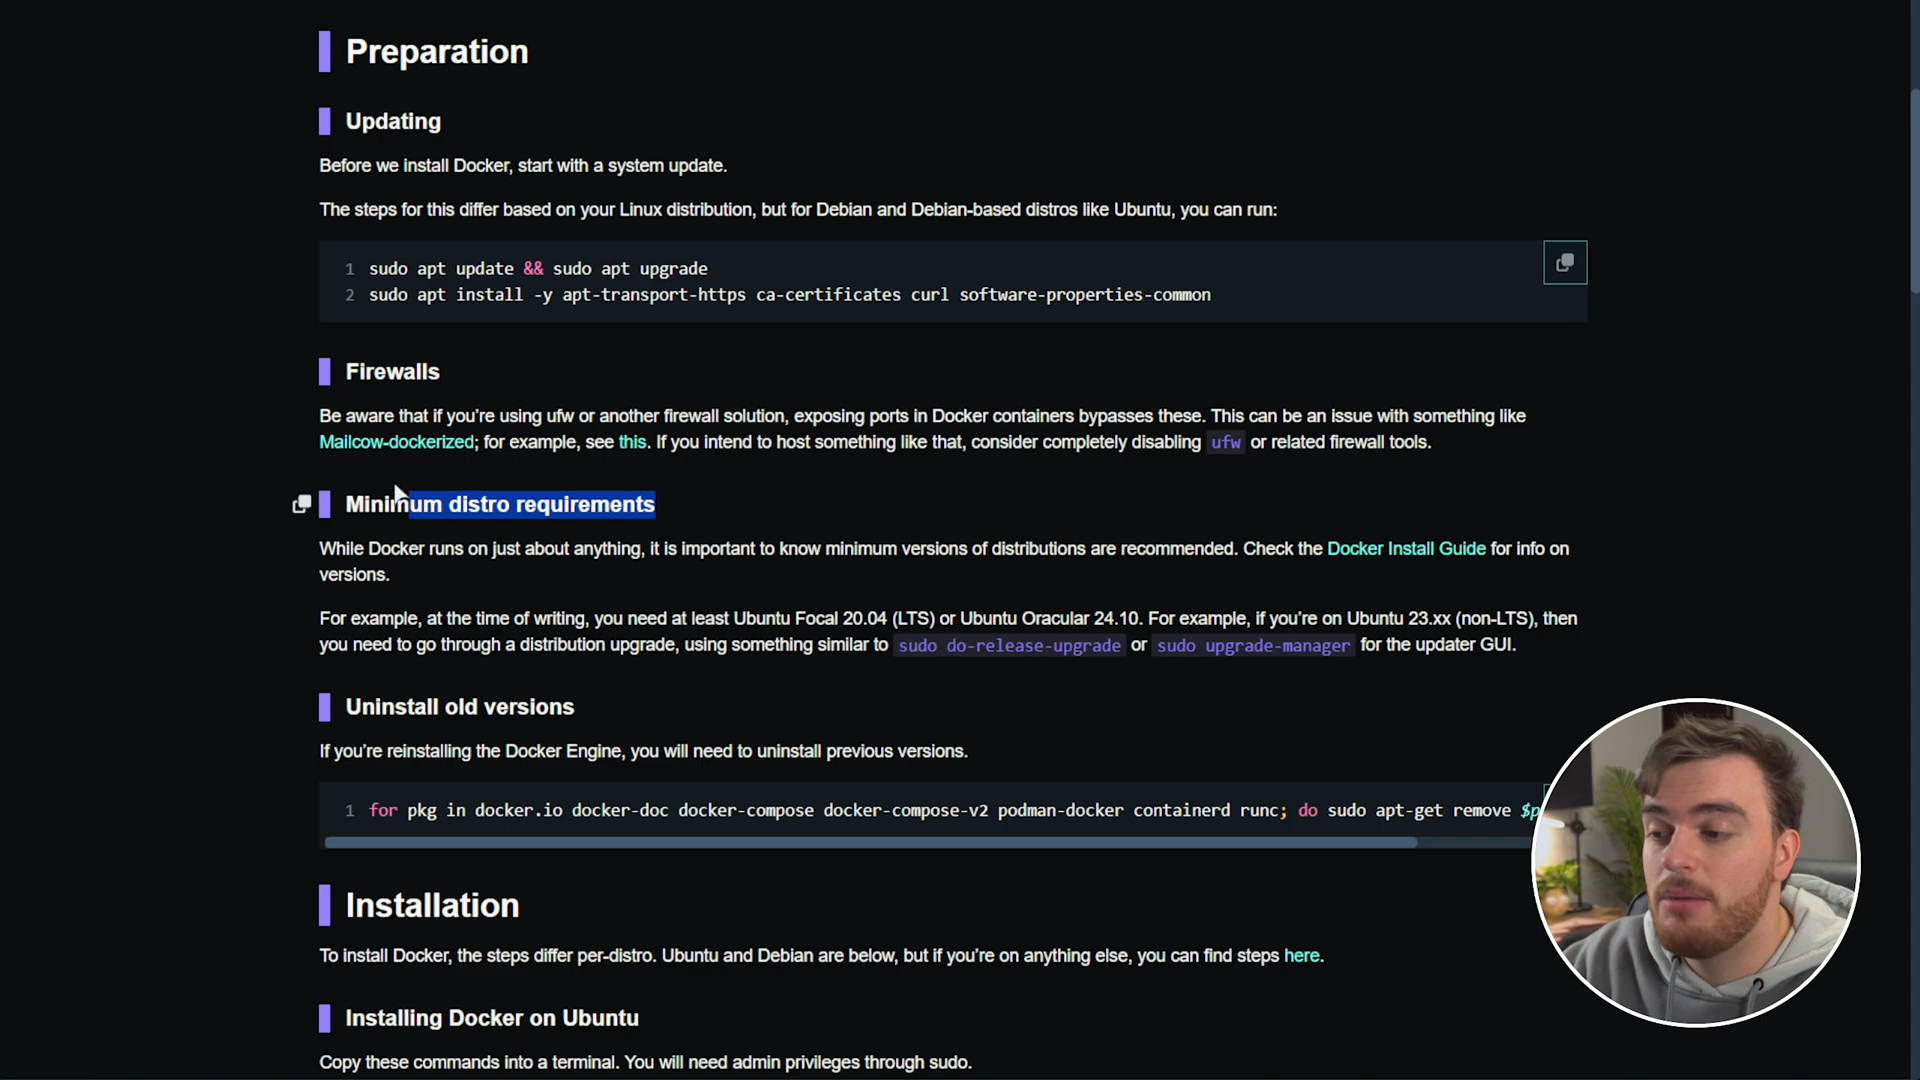 Preparation
Updating
Before we install Docker, start with a system update.
The steps for this differ based on your Linux distribution, but for Debian and Debian-based distros like Ubuntu, you can run:
1 sudo apt update && sudo apt upgrade
2 sudo apt install -y apt-transport-https ca-certificates curl software-properties-common
Firewalls
Be aware that if you're using ufw or another firewall solution, exposing ports in Docker containers bypasses these. This can be an issue with something like
Mailcow-dockerized; for example, see this. If you intend to host something like that, consider completely disabling ufw or related firewall tools.
Minimum distro requirements
While Docker runs on just about anything, it is important to know minimum versions of distributions are recommended. Check the Docker Install Guide for info on
versions.
For example, at the time of writing, you need at least Ubuntu Focal 20.04 (LTS) or Ubuntu Oracular 24.10. For example, if you're on Ubuntu 23.xx (non-LTS), then
you need to go through a distribution upgrade, using something similar to sudo do-release-upgrade or sudo upgrade-manager for the updater GUI.
Uninstall old versions
If you're reinstalling the Docker Engine, you will need to uninstall previous versions.
1 for pkg in docker.io docker-doc docker-compose docker-compose-v2 podman-docker containerd runc; do sudo apt-get remove $p
Installation
To install Docker, the steps differ per-distro. Ubuntu and Debian are below, but if you're on anything else, you can find steps here.
Installing Docker on Ubuntu
Copy these commands into a terminal. You will need admin privileges through sudo.